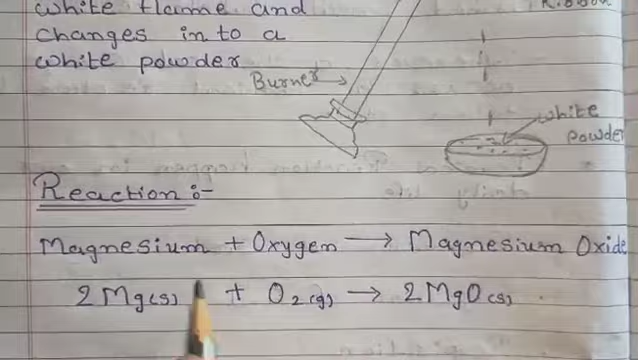 white flame and
changes in to a
white powder
Ribbon
Burner
white
powder
Reaction :-
Magnesium + Oxygen → Magnesium Oxide
2Mg(s) + O₂(g) → 2MgO(s)